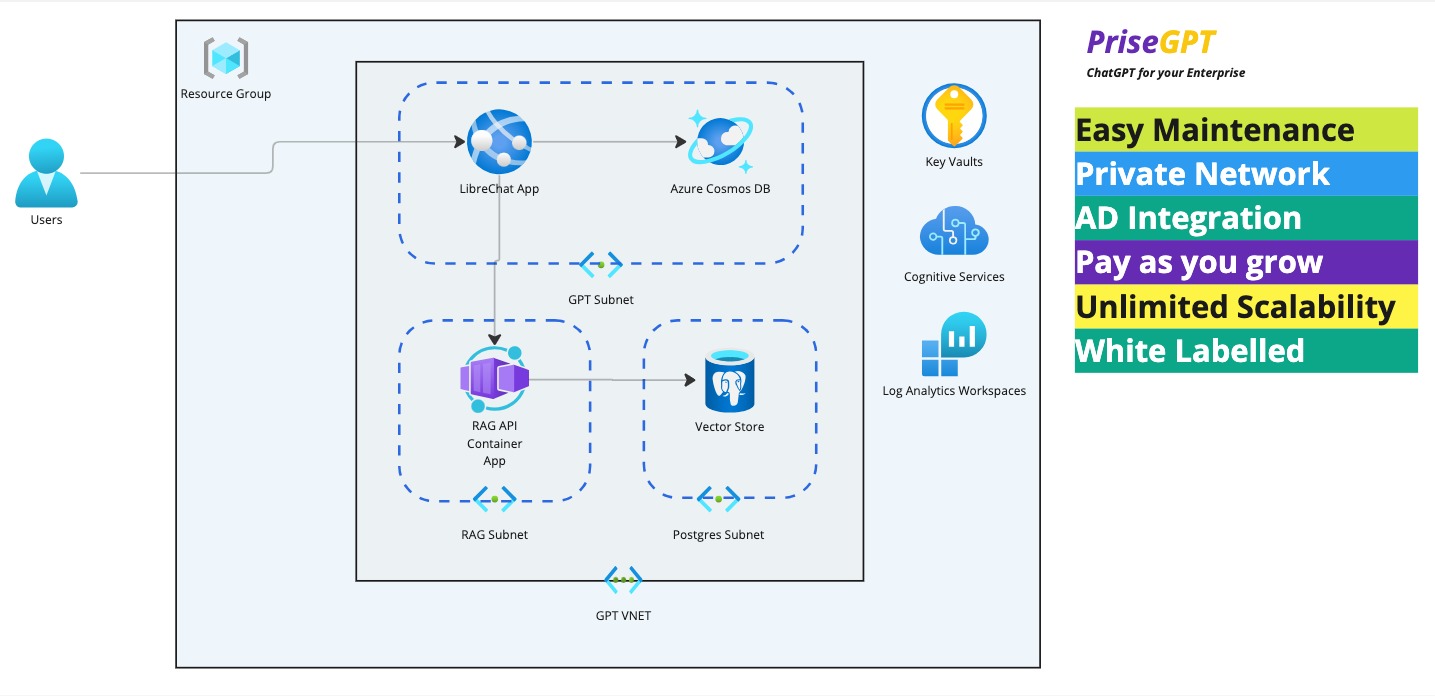 Resource Group
Users
LibreChat App
Azure Cosmos DB
GPT Subnet
RAG API
Container
App
Vector Store
RAG Subnet
Postgres Subnet
GPT VNET
Key Vaults
Cognitive Services
Log Analytics Workspaces
PriseGPT
ChatGPT for your Enterprise
Easy Maintenance
Private Network
AD Integration
Pay as you grow
Unlimited Scalability
White Labelled